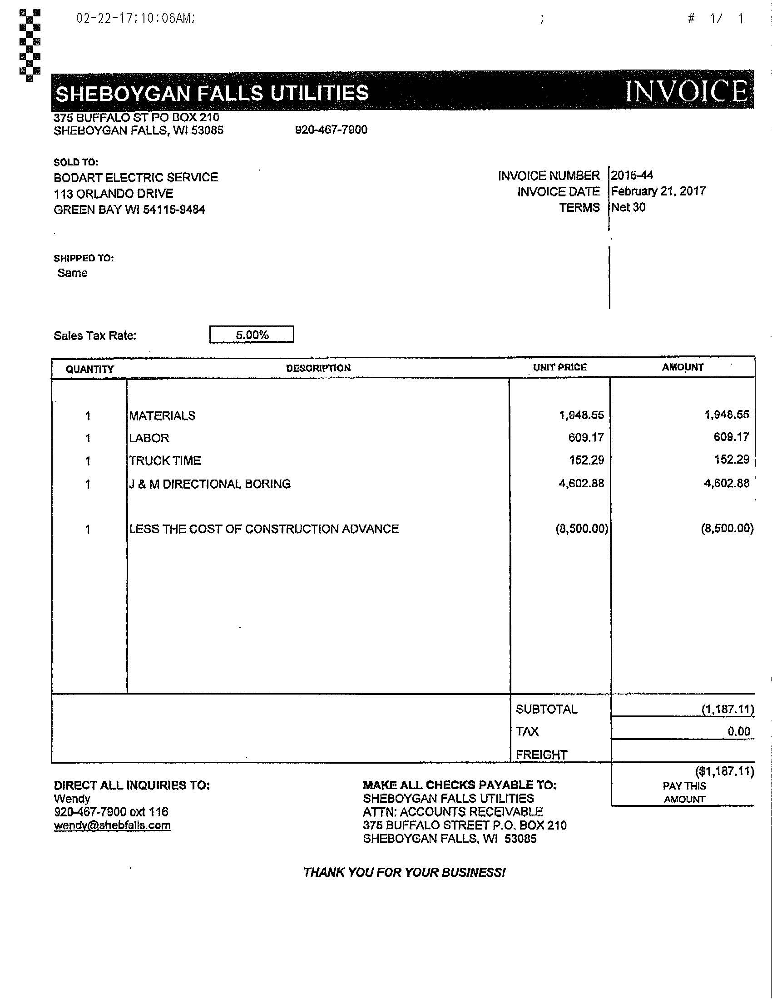 02-22-17;10:06AM; ; # 1/ 1
SHEBOYGAN FALLS UTILITIES INVOICE
375 BUFFALO ST PO BOX 210
SHEBOYGAN FALLS, WI 53085 920-467-7900
SOLD TO:
BODART ELECTRIC SERVICE
113 ORLANDO DRIVE
GREEN BAY WI 54115-9484
INVOICE NUMBER 2016-44
INVOICE DATE February 21, 2017
TERMS Net 30
SHIPPED TO:
Same
Sales Tax Rate: 5.00%
QUANTITY DESCRIPTION UNIT PRICE AMOUNT
1 MATERIALS 1,948.55 1,948.55
1 LABOR 609.17 609.17
1 TRUCK TIME 152.29 152.29
1 J & M DIRECTIONAL BORING 4,602.88 4,602.88
1 LESS THE COST OF CONSTRUCTION ADVANCE (8,500.00) (8,500.00)
SUBTOTAL (1,187.11)
TAX 0.00
FREIGHT
($1,187.11)
PAY THIS
AMOUNT
DIRECT ALL INQUIRIES TO:
Wendy
920-467-7900 ext 116
wendy@shebfalls.com
MAKE ALL CHECKS PAYABLE TO:
SHEBOYGAN FALLS UTILITIES
ATTN: ACCOUNTS RECEIVABLE
375 BUFFALO STREET P.O. BOX 210
SHEBOYGAN FALLS, WI 53085
THANK YOU FOR YOUR BUSINESS!